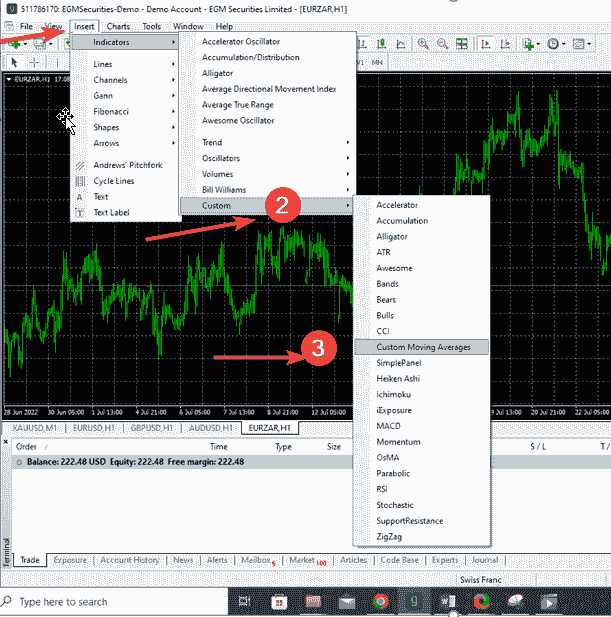 511786170: EGMSecurities-Demo - Demo Account - EGM Securities Limited - [EURZAR,H1]
File View Insert Charts Tools Window Help
Indicators
Lines
Channels
Gann
Fibonacci
Shapes
Arrows
Andrews' Pitchfork
Cycle Lines
Text
Text Label
Accelerator Oscillator
Accumulation/Distribution
Alligator
Average Directional Movement Index
Average True Range
Awesome Oscillator
Trend
Oscillators
Volumes
Bill Williams
Custom
2
MN
EURZAR,H1 17.08
Accelerator
Accumulation
Alligator
ATR
Awesome
Bands
Bears
Bulls
CCI
Custom Moving Averages
SimplePanel
Heiken Ashi
Ichimoku
iExposure
MACD
Momentum
OsMA
Parabolic
RSI
Stochastic
SupportResistance
ZigZag
3
28 Jun 2022 30 Jun 05:00 1 Jul 13:00 4 Jul 21:00 6 Jul 05:00 7 Jul 13:00 8 Jul 21:00 12 Jul 05:00 19 Jul 13:00 20 Jul 21:00 22 Jul 05:00
XAUUSD,M1 EURUSD,H1 GBPUSD,H1 AUDUSD,H1 EURZAR,H1
Order / Time Type Size S / L T /
Balance: 222.48 USD Equity: 222.48 Free margin: 222.48
Terminal
Trade Exposure Account History News Alerts Mailbox 5 Market 100 Articles Code Base Experts Journal
Swiss Franc
Type here to search